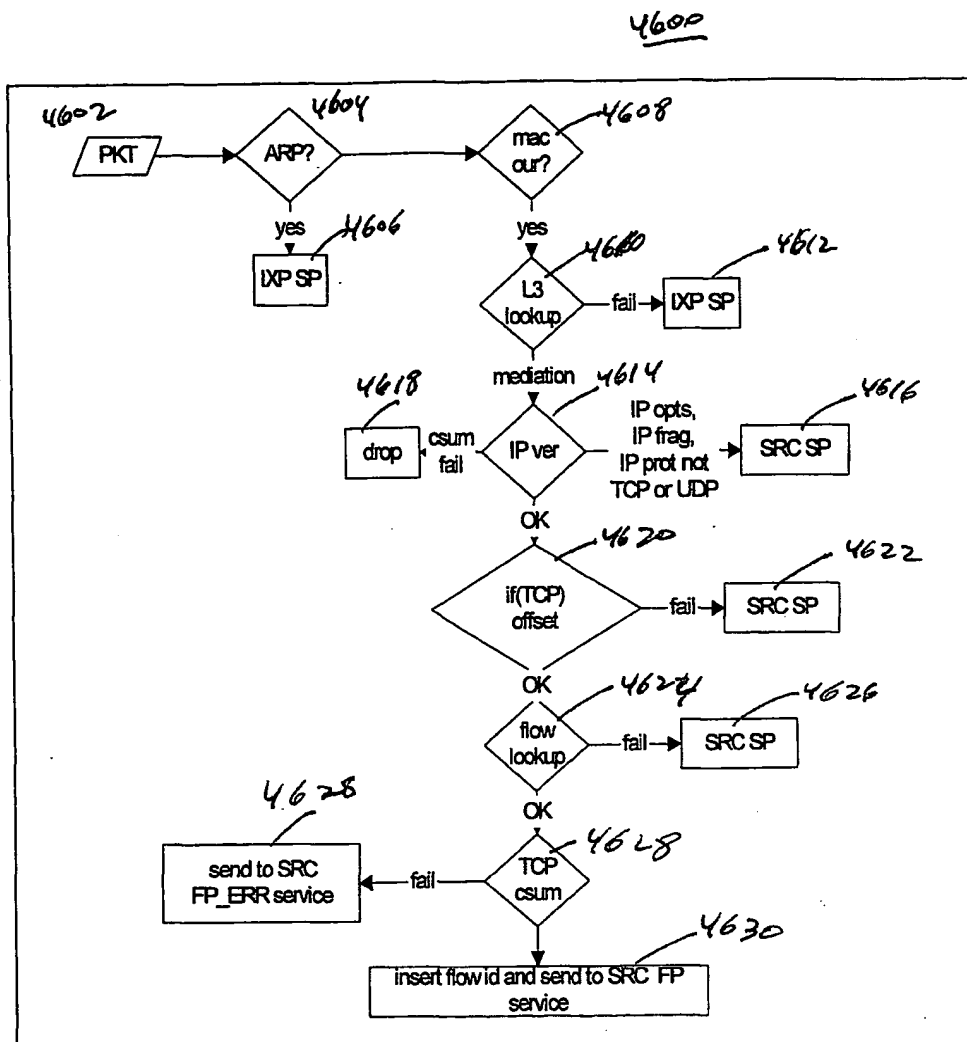 4600
4602
4604
4608
PKT
ARP?
mac
our?
yes
4606
yes
4610
4612
IXP SP
L3
lookup
fail
IXP SP
mediation
4614
4618
4616
drop
csum
fail
IP ver
IP opts,
IP frag,
IP prot not
TCP or UDP
SRC SP
OK
4620
4622
if(TCP)
offset
fail
SRC SP
OK
4624
4626
flow
lookup
fail
SRC SP
OK
4628
4628
send to SRC
FP_ERR service
fail
TCP
csum
4630
insert flow id and send to SRC FP
service